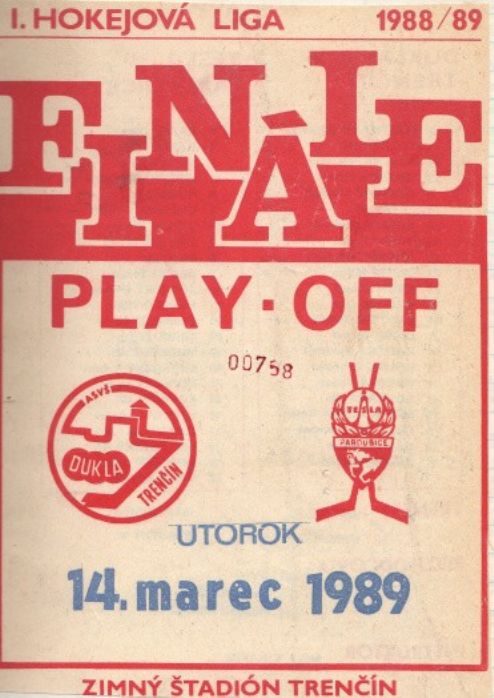 I. HOKEJOVÁ LIGA 1988/89
FINÁLE
PLAY-OFF
00758
ASVŠ
DUKLA
TRENČÍN
TESLA
PARDUBICE
UTOROK
14. marec 1989
ZIMNÝ ŠTADIÓN TRENČÍN